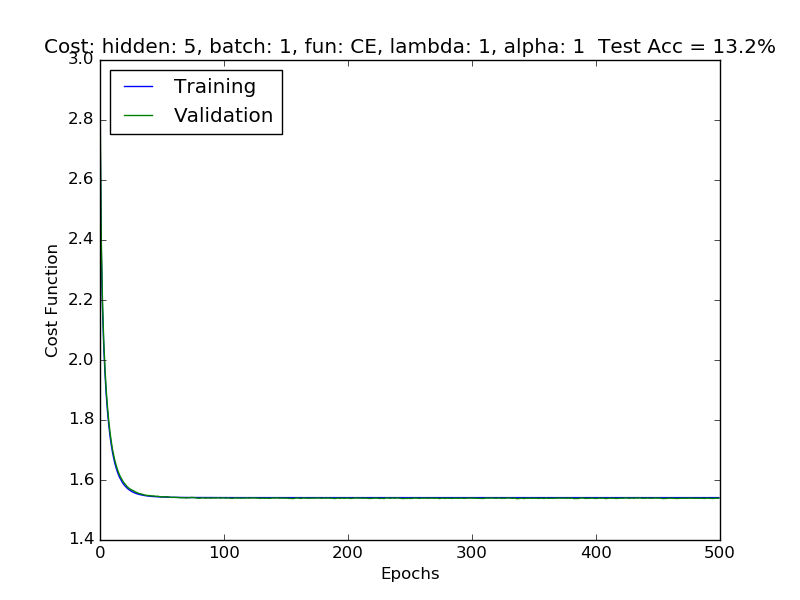 Cost: hidden: 5, batch: 1, fun: CE, lambda: 1, alpha: 1  Test Acc = 13.2%
Training
Validation
3.0
2.8
2.6
2.4
2.2
2.0
1.8
1.6
1.4
Cost Function
0 100 200 300 400 500
Epochs